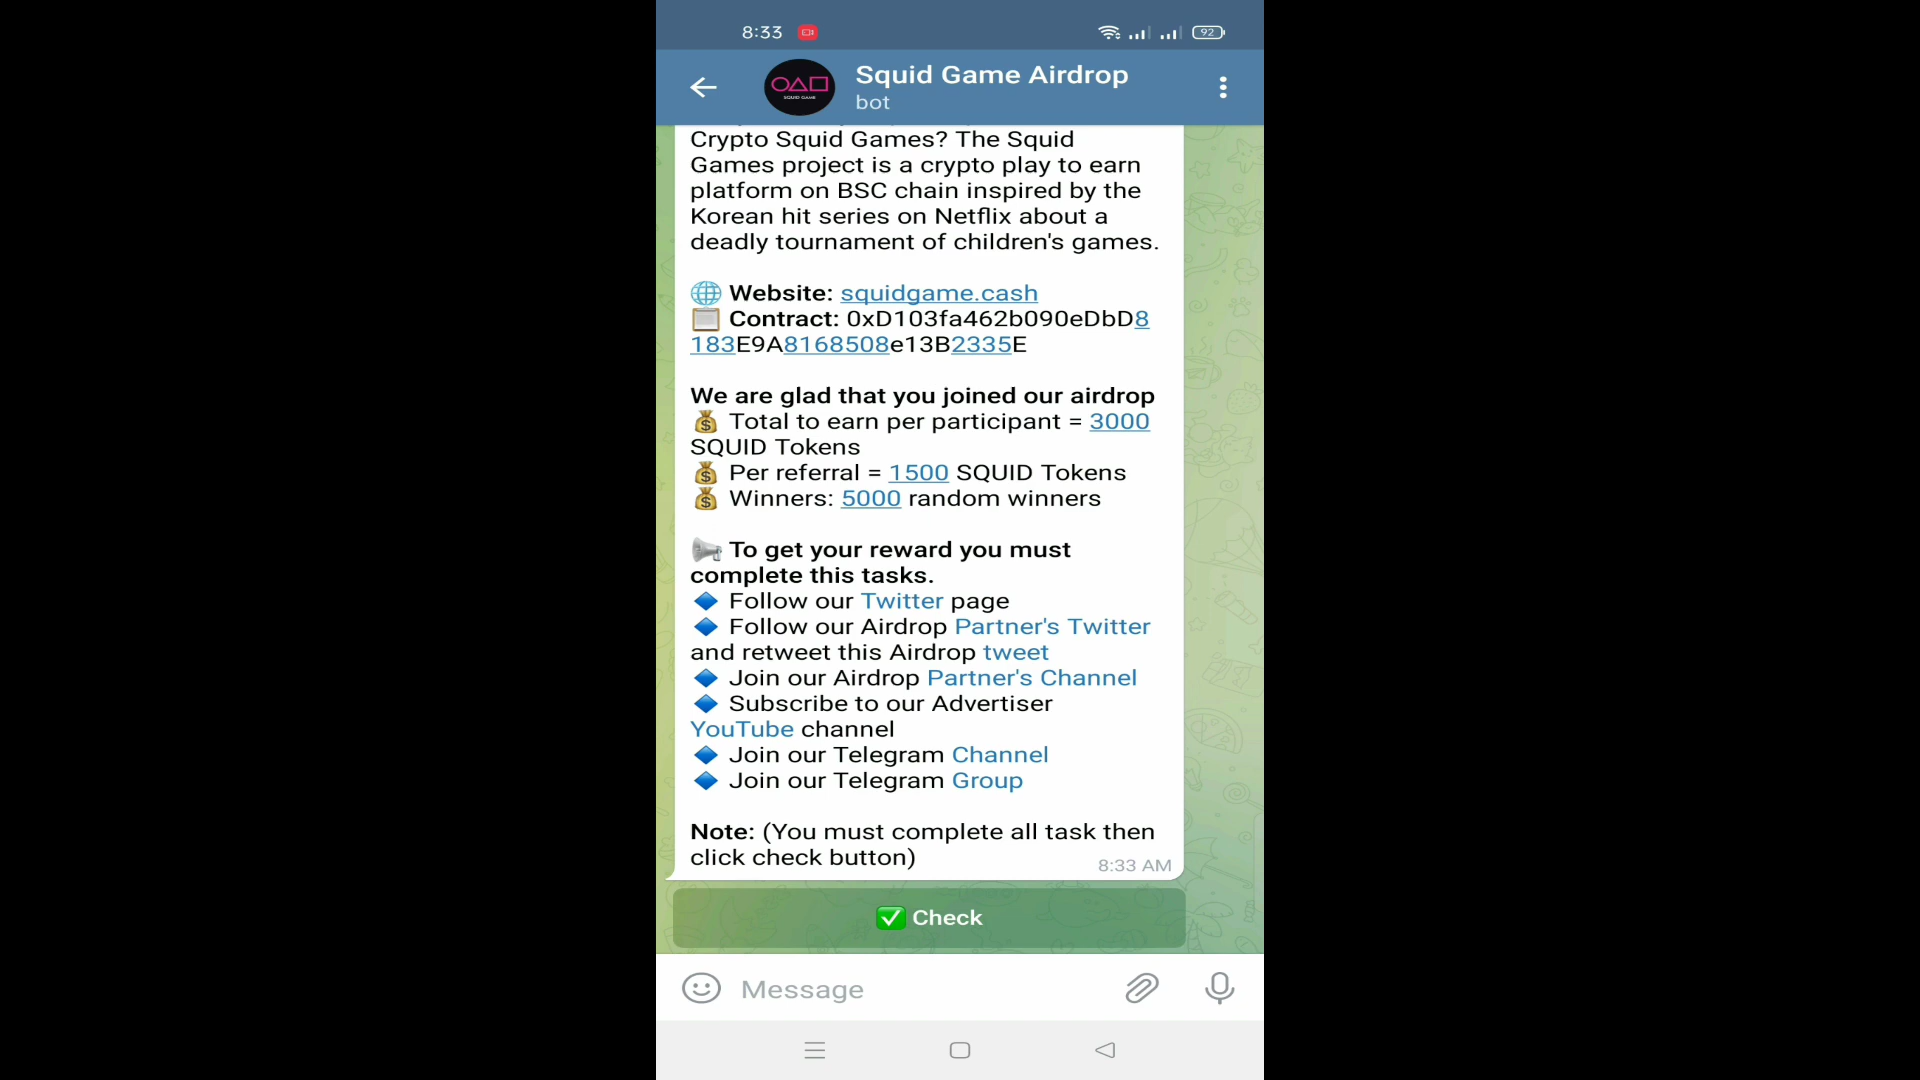 8:33
92
Squid Game Airdrop
bot
SQUID GAME
Crypto Squid Games? The Squid
Games project is a crypto play to earn
platform on BSC chain inspired by the
Korean hit series on Netflix about a
deadly tournament of children's games.
Website: squidgame.cash
Contract: 0xD103fa462b090eDbD8
183E9A8168508e13B2335E
We are glad that you joined our airdrop
Total to earn per participant = 3000
SQUID Tokens
Per referral = 1500 SQUID Tokens
Winners: 5000 random winners
To get your reward you must
complete this tasks.
Follow our Twitter page
Follow our Airdrop Partner's Twitter
and retweet this Airdrop tweet
Join our Airdrop Partner's Channel
Subscribe to our Advertiser
YouTube channel
Join our Telegram Channel
Join our Telegram Group
Note: (You must complete all task then
click check button)
8:33 AM
Check
Message